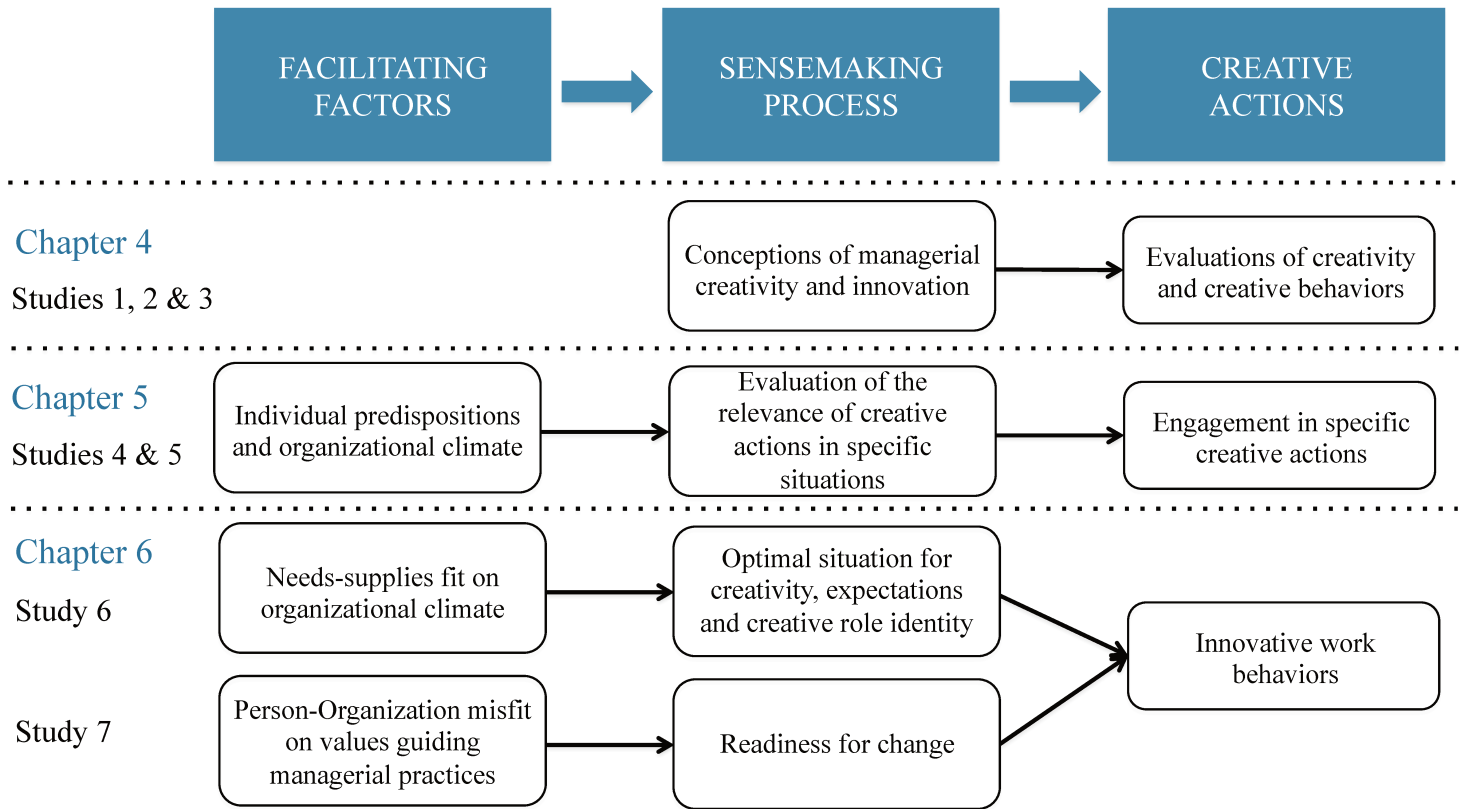 FACILITATING
FACTORS
SENSEMAKING
PROCESS
CREATIVE
ACTIONS
Chapter 4
Studies 1, 2 & 3
Conceptions of managerial
creativity and innovation
Evaluations of creativity
and creative behaviors
Chapter 5
Studies 4 & 5
Individual predispositions
and organizational climate
Evaluation of the
relevance of creative
actions in specific
situations
Engagement in specific
creative actions
Chapter 6
Study 6
Needs-supplies fit on
organizational climate
Optimal situation for
creativity, expectations
and creative role identity
Innovative work
behaviors
Study 7
Person-Organization misfit
on values guiding
managerial practices
Readiness for change